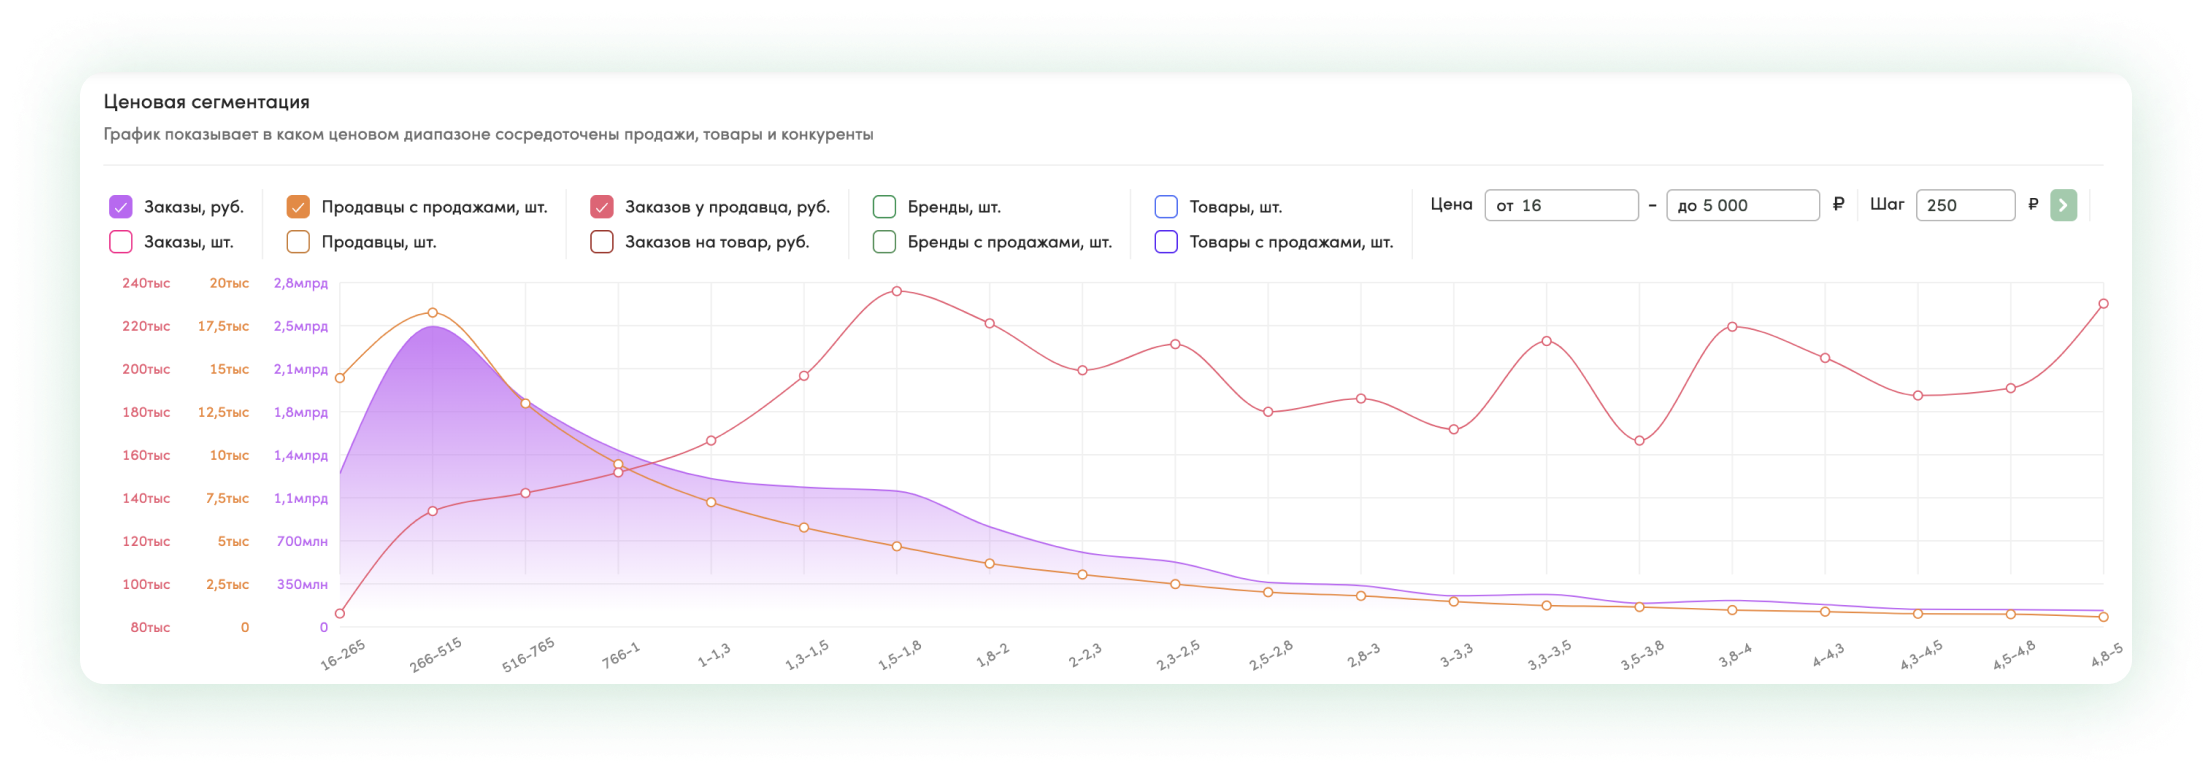 Ценовая сегментация
График показывает в каком ценовом диапазоне сосредоточены продажи, товары и конкуренты
Заказы, руб. Продавцы с продажами, шт. Заказов у продавца, руб. Бренды, шт. Товары, шт. Цена от 16 – до 5 000 ₽ Шаг 250 ₽
Заказы, шт. Продавцы, шт. Заказов на товар, руб. Бренды с продажами, шт. Товары с продажами, шт.
240тыс 20тыс 2,8млрд
220тыс 17,5тыс 2,5млрд
200тыс 15тыс 2,1млрд
180тыс 12,5тыс 1,8млрд
160тыс 10тыс 1,4млрд
140тыс 7,5тыс 1,1млрд
120тыс 5тыс 700млн
100тыс 2,5тыс 350млн
80тыс 0 0
16–265 266–515 516–765 766–1 1–1,3 1,3–1,5 1,5–1,8 1,8–2 2–2,3 2,3–2,5 2,5–2,8 2,8–3 3–3,3 3,3–3,5 3,5–3,8 3,8–4 4–4,3 4,3–4,5 4,5–4,8 4,8–5